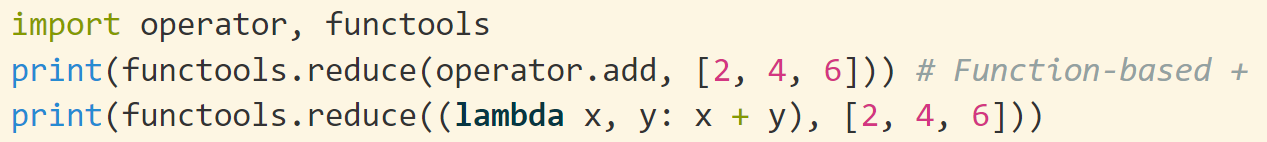 import operator, functools
print(functools.reduce(operator.add, [2, 4, 6])) # Function-based +
print(functools.reduce((lambda x, y: x + y), [2, 4, 6]))